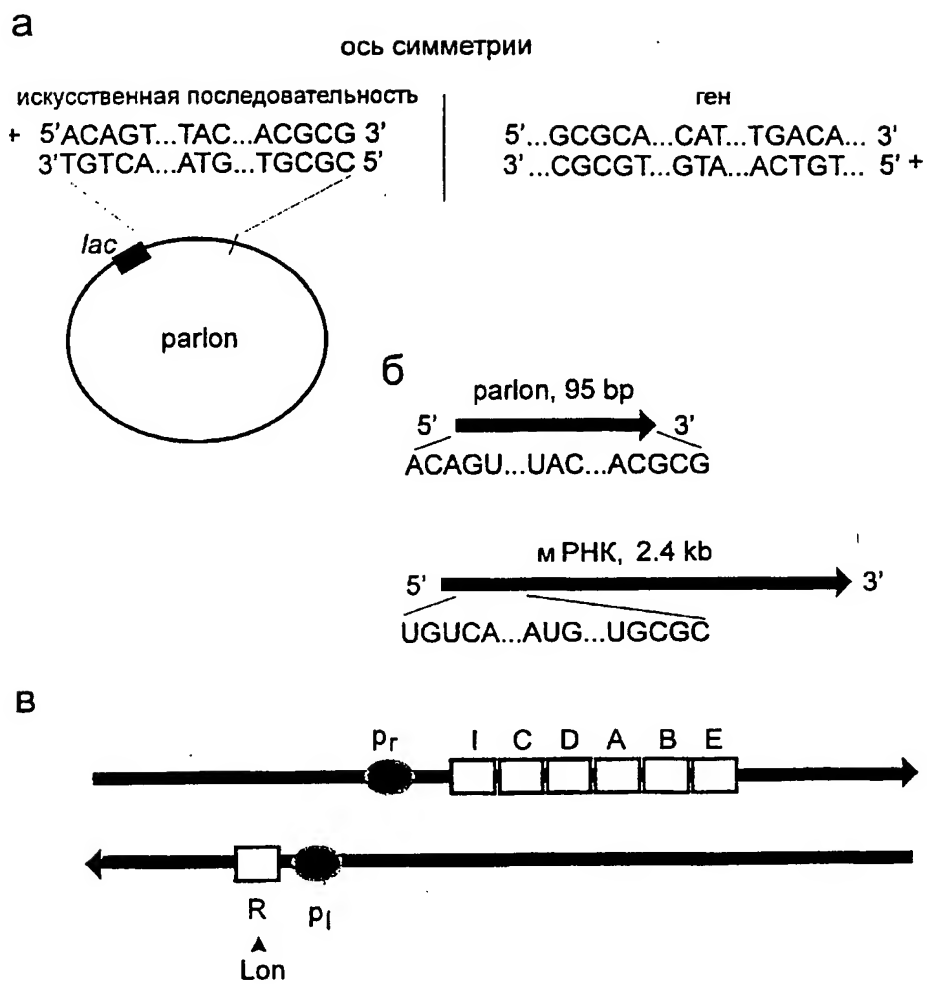 а
ось симметрии
искусственная последовательность
ген
+ 5'ACAGT...TAC...ACGCG 3'
5'...GCGCA...CAT...TGACA... 3'
3'TGTCA...ATG...TGCGC 5'
3'...CGCGT...GTA...ACTGT... 5' +
lac
parlon
б
parlon, 95 bp
5' 3'
ACAGU...UAC...ACGCG
мРНК, 2.4 kb
5' 3'
UGUCA...AUG...UGCGC
в
pr I C D A B E
R pl
Lon